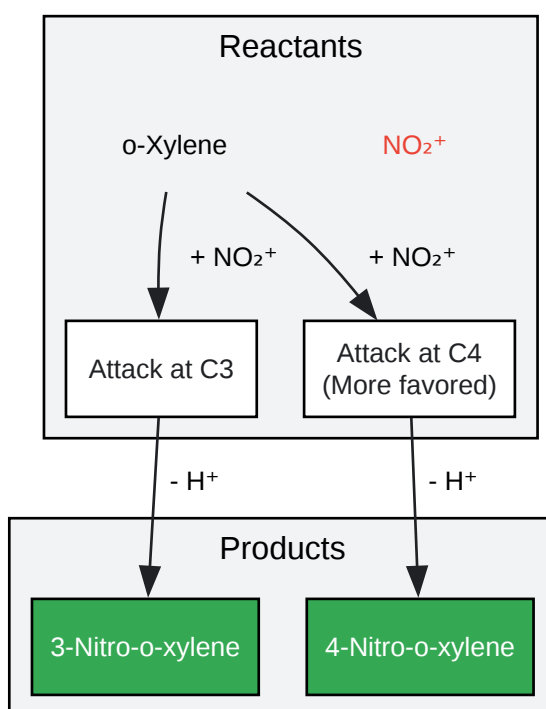 Reactants
o-Xylene
NO₂⁺
+ NO₂⁺
+ NO₂⁺
Attack at C3
Attack at C4
(More favored)
- H⁺
- H⁺
Products
3-Nitro-o-xylene
4-Nitro-o-xylene